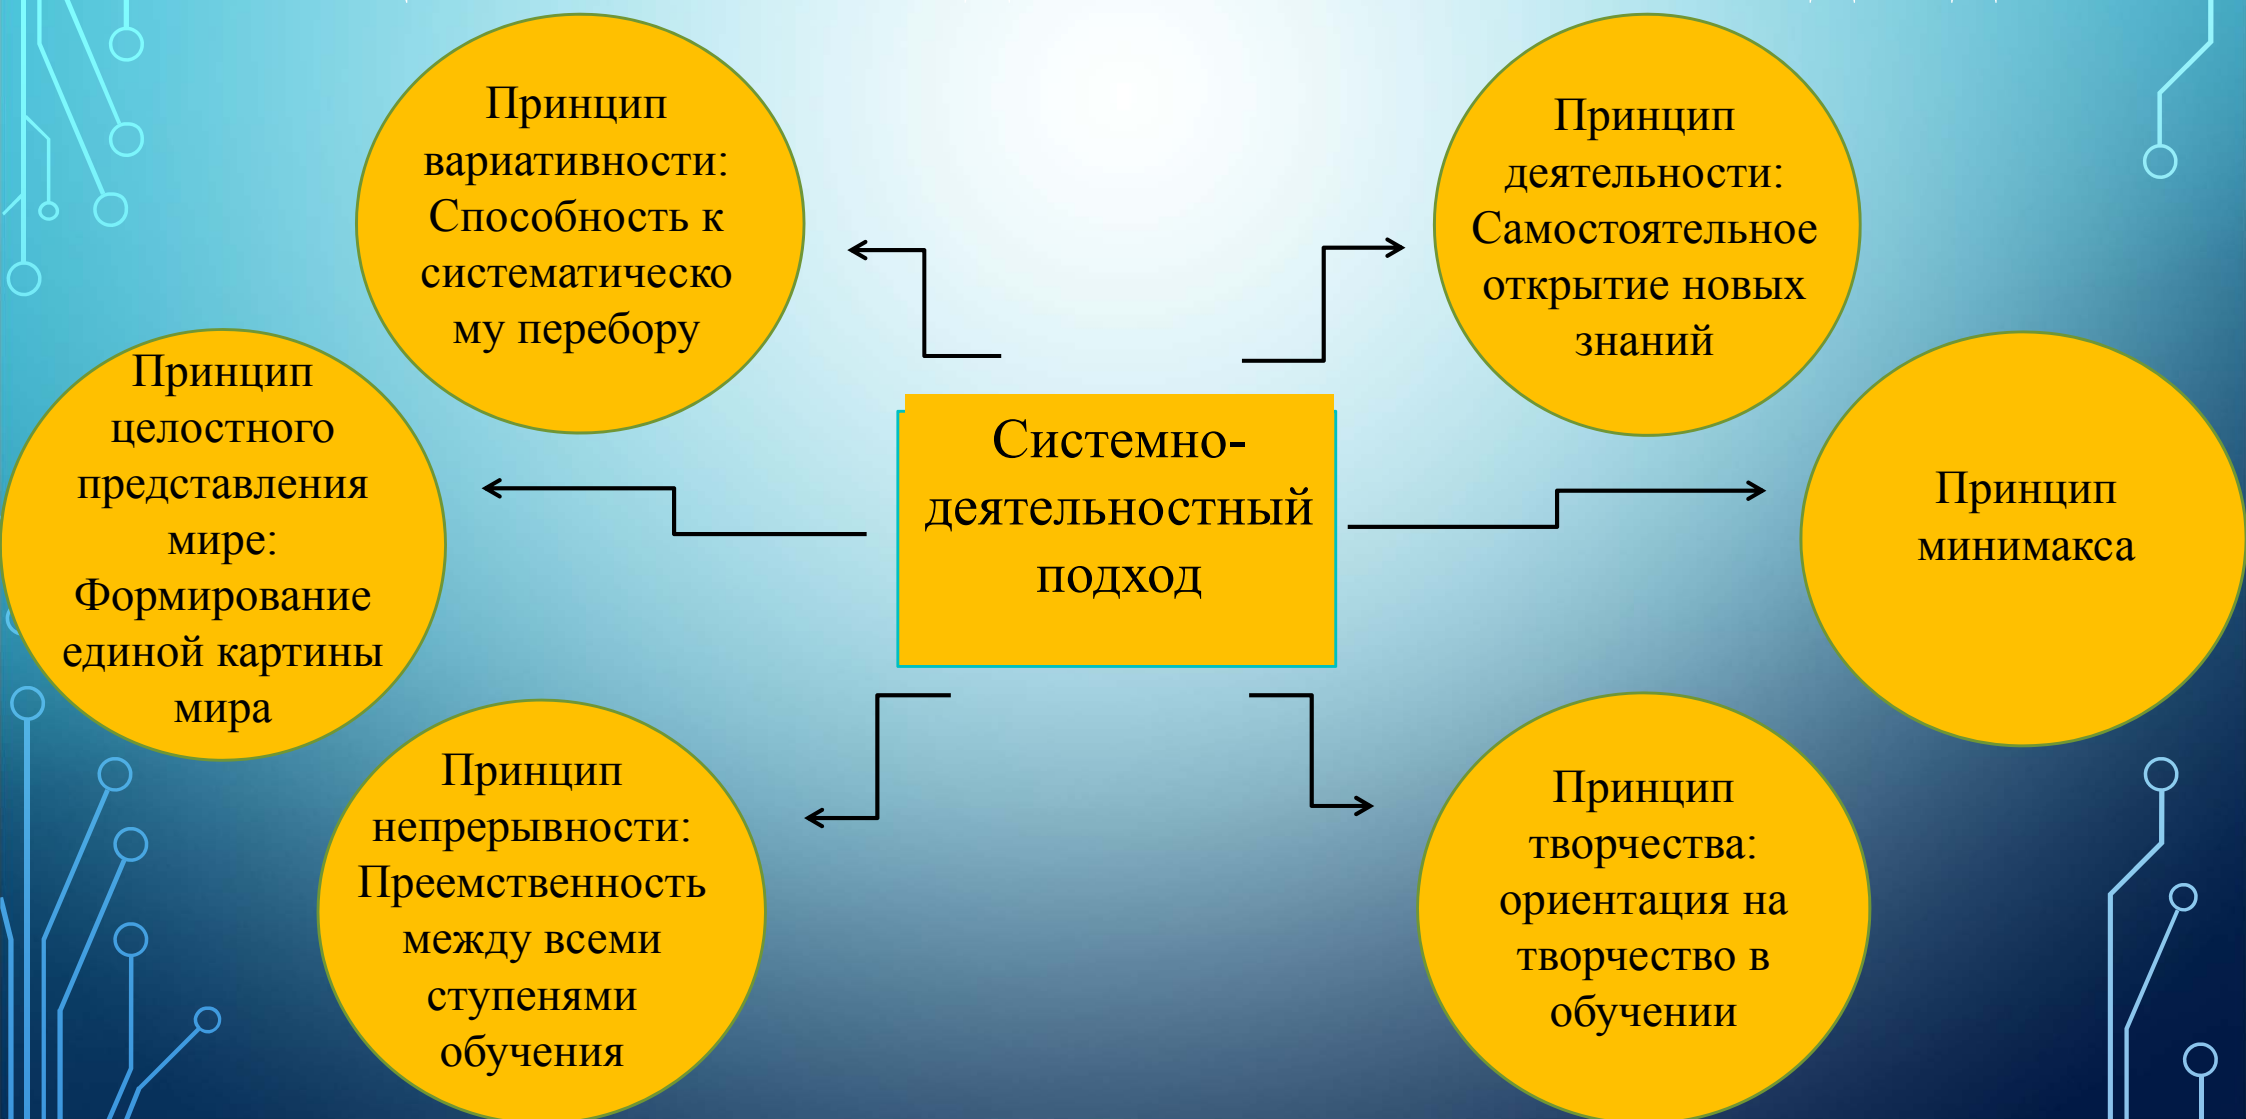 Принцип
вариативности:
Способность к
систематическо
му перебору
Принцип
деятельности:
Самостоятельное
открытие новых
знаний
Принцип
целостного
представления
мире:
Формирование
единой картины
мира
Системно-
деятельностный
подход
Принцип
минимакса
Принцип
непрерывности:
Преемственность
между всеми
ступенями
обучения
Принцип
творчества:
ориентация на
творчество в
обучении